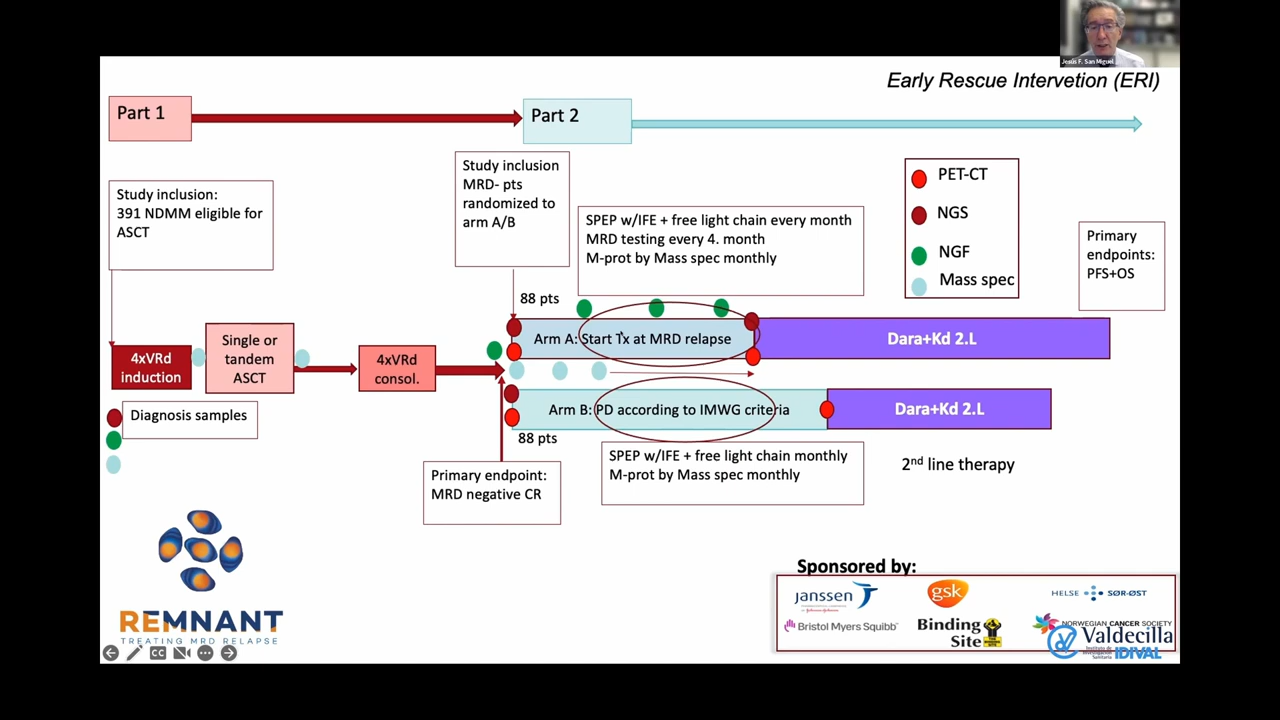 Jesús F. San Miguel
Early Rescue Intervetion (ERI)
Part 1
Part 2
Study inclusion:
391 NDMM eligible for
ASCT
Study inclusion
MRD- pts
randomized to
arm A/B
SPEP w/IFE + free light chain every month
MRD testing every 4. month
M-prot by Mass spec monthly
PET-CT
NGS
NGF
Mass spec
Primary
endpoints:
PFS+OS
88 pts
4xVRd
induction
Single or
tandem
ASCT
4xVRd
consol.
Arm A: Start Tx at MRD relapse
Dara+Kd 2.L
Arm B: PD according to IMWG criteria
Dara+Kd 2.L
88 pts
Diagnosis samples
Primary endpoint:
MRD negative CR
SPEP w/IFE + free light chain monthly
M-prot by Mass spec monthly
2nd line therapy
REMNANT
TREATING MRD RELAPSE
CC
Sponsored by:
janssen
gsk
HELSE SØR-ØST
Bristol Myers Squibb
Binding
Site
NORWEGIAN CANCER SOCIETY
Valdecilla
IDIVAL